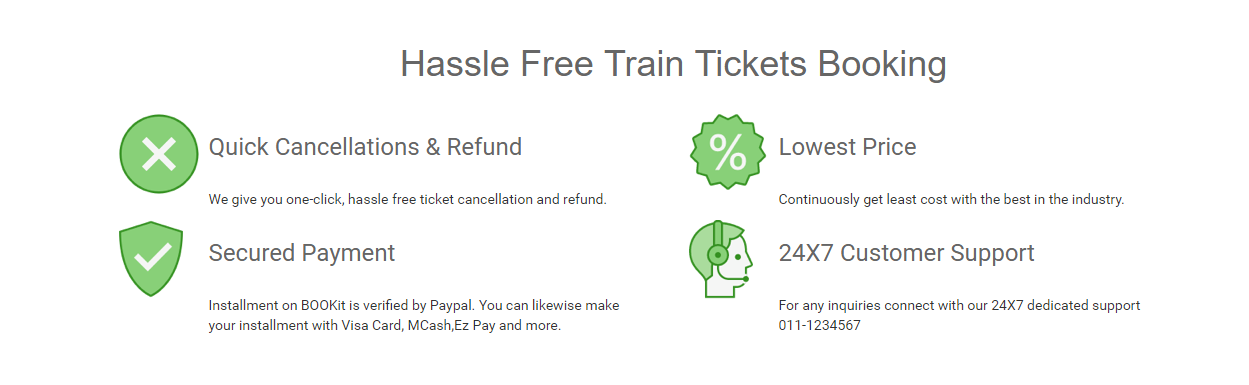 Hassle Free Train Tickets Booking
Quick Cancellations & Refund
We give you one-click, hassle free ticket cancellation and refund.
Lowest Price
Continuously get least cost with the best in the industry.
Secured Payment
Installment on BOOKit is verified by Paypal. You can likewise make
your installment with Visa Card, MCash,Ez Pay and more.
24X7 Customer Support
For any inquiries connect with our 24X7 dedicated support
011-1234567